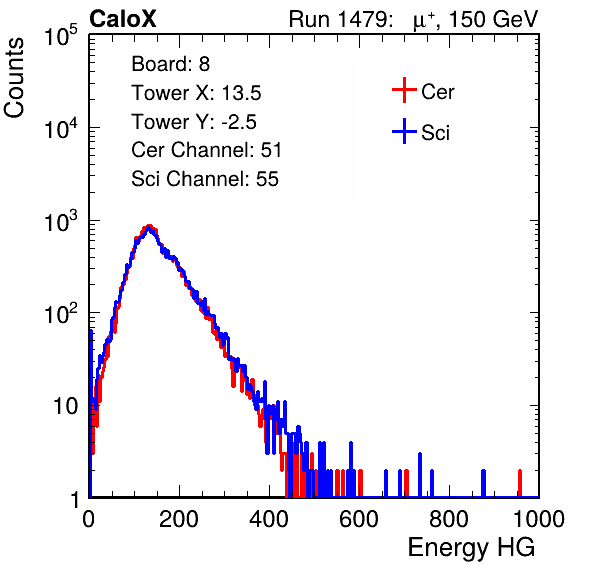 CaloX Run 1479: μ⁺, 150 GeV
Counts
10⁵
10⁴
10³
10²
10
1
Board: 8
Tower X: 13.5
Tower Y: -2.5
Cer Channel: 51
Sci Channel: 55
Cer
Sci
0 200 400 600 800 1000
Energy HG